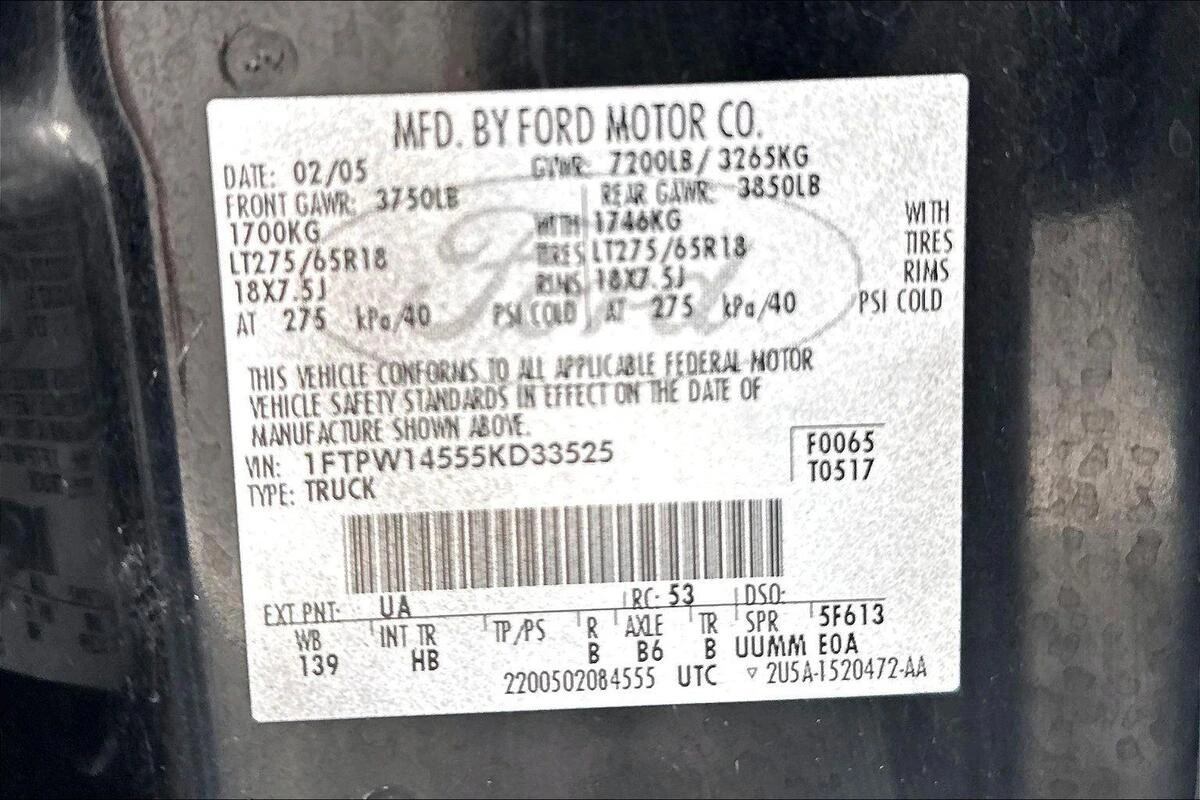 MFD. BY FORD MOTOR CO.
DATE: 02/05 GVWR: 7200LB / 3265KG
FRONT GAWR: 3750LB REAR GAWR: 3850LB
1700KG WITH 1746KG WITH
LT275/65R18 TIRES LT275/65R18 TIRES
18X7.5J RIMS 18X7.5J RIMS
AT 275 kPa/40 PSI COLD AT 275 kPa/40 PSI COLD
Ford
THIS VEHICLE CONFORMS TO ALL APPLICABLE FEDERAL MOTOR
VEHICLE SAFETY STANDARDS IN EFFECT ON THE DATE OF
MANUFACTURE SHOWN ABOVE.
VIN: 1FTPW14555KD33525 F0065
TYPE: TRUCK T0517
EXT PNT: UA RC: 53 DSO:
WB INT TR TP/PS R AXLE TR SPR 5F613
139 HB B B6 B UUMM E0A
2200502084555 UTC ▽ 2U5A-1520472-AA